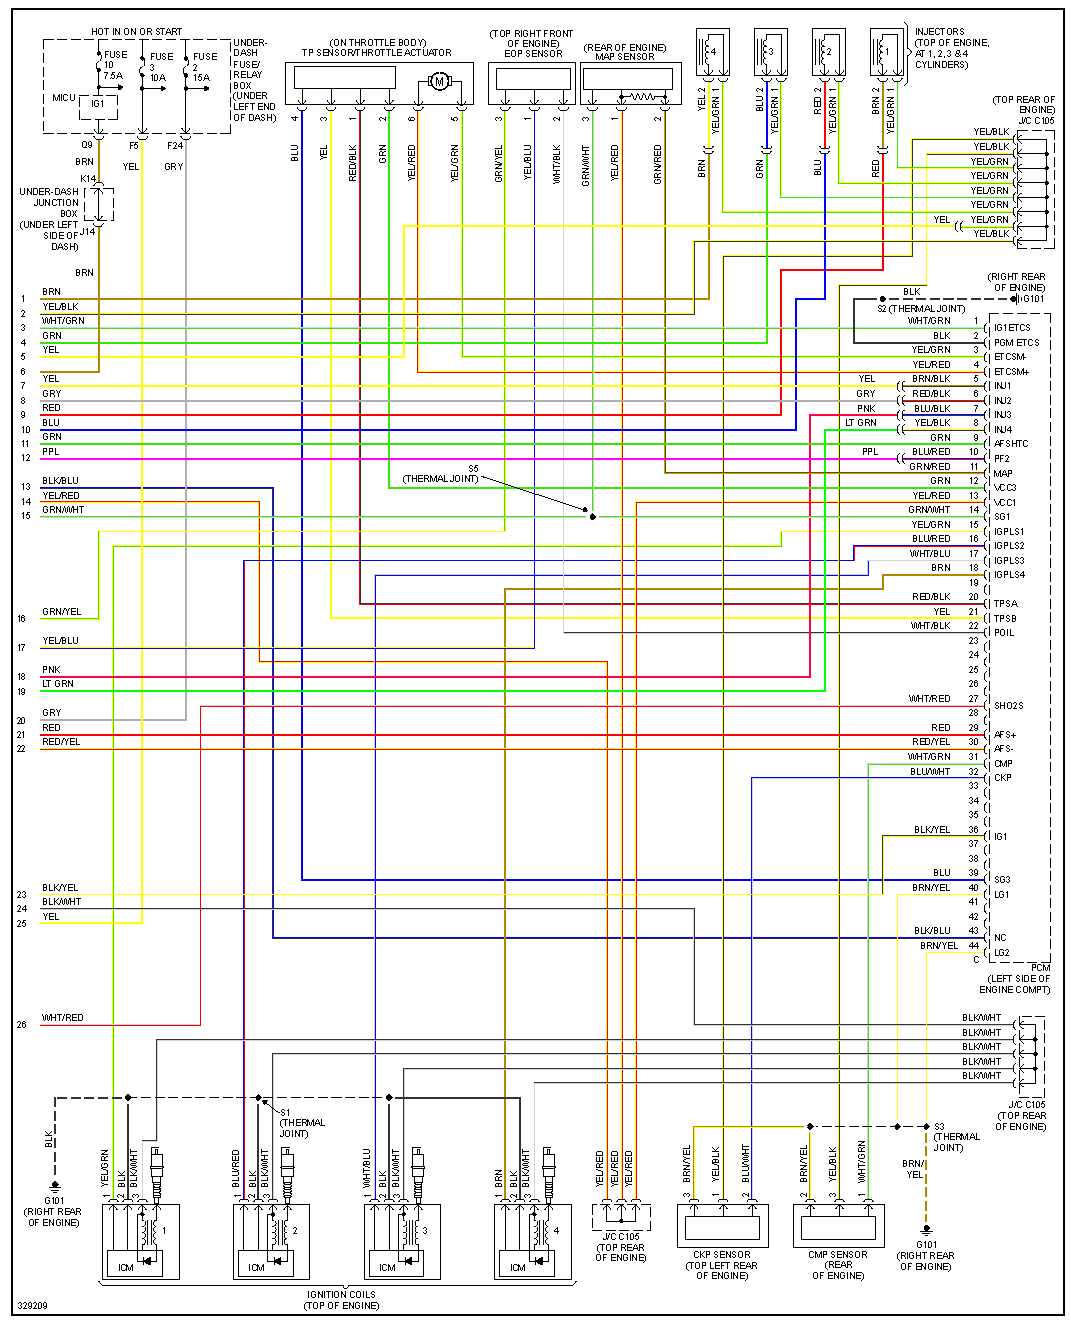 HOT IN ON OR START
FUSE
10
7.5A
FUSE
3
10A
FUSE
2
15A
MICU
IG1
UNDER-
DASH
FUSE/
RELAY
BOX
(UNDER
LEFT END
OF DASH)
Q9
F5
F24
BRN
YEL
GRY
K14
UNDER-DASH
JUNCTION
BOX
(UNDER LEFT
SIDE OF
DASH)
J14
BRN
(ON THROTTLE BODY)
TP SENSOR/THROTTLE ACTUATOR
M
4 3 1 2 6 5
BLU
YEL
RED/BLK
GRN
YEL/RED
YEL/GRN
(TOP RIGHT FRONT
OF ENGINE)
EOP SENSOR
3 1 2
GRN/YEL
YEL/BLU
WHT/BLK
(REAR OF ENGINE)
MAP SENSOR
3 1 2
GRN/WHT
YEL/RED
GRN/RED
4
3
2
1
INJECTORS
(TOP OF ENGINE,
AT 1, 2, 3 & 4
CYLINDERS)
YEL 2
YEL/GRN 1
BLU 2
YEL/GRN 1
RED 2
YEL/GRN 1
BRN 2
YEL/GRN 1
BRN
GRN
BLU
RED
(TOP REAR OF
ENGINE)
J/C C105
YEL/BLK
YEL/BLK
YEL/GRN
YEL/GRN
YEL/GRN
YEL/GRN
YEL YEL/GRN
YEL/BLK
(RIGHT REAR
OF ENGINE)
BLK
G101
S2 (THERMAL JOINT)
1 BRN
2 YEL/BLK
3 WHT/GRN
4 GRN
5 YEL
6
7 YEL
8 GRY
9 RED
10 BLU
11 GRN
12 PPL
13 BLK/BLU
14 YEL/RED
15 GRN/WHT
16 GRN/YEL
17 YEL/BLU
18 PNK
19 LT GRN
20 GRY
21 RED
22 RED/YEL
23 BLK/YEL
24 BLK/WHT
25 YEL
26 WHT/RED
S5
(THERMAL JOINT)
WHT/GRN 1 IG1ETCS
BLK 2 PGM ETCS
YEL/GRN 3 ETCSM-
YEL/RED 4 ETCSM+
YEL BRN/BLK 5 INJ1
GRY RED/BLK 6 INJ2
PNK BLU/BLK 7 INJ3
LT GRN YEL/BLK 8 INJ4
GRN 9 AFSHTC
PPL BLU/RED 10 PF2
GRN/RED 11 MAP
GRN 12 VCC3
YEL/RED 13 VCC1
GRN/WHT 14 SG1
YEL/GRN 15 IGPLS1
BLU/RED 16 IGPLS2
WHT/BLU 17 IGPLS3
BRN 18 IGPLS4
19
RED/BLK 20 TPSA
YEL 21 TPSB
WHT/BLK 22 POIL
23
24
25
26
WHT/RED 27 SHO2S
28
RED 29 AFS+
RED/YEL 30 AFS-
WHT/GRN 31 CMP
BLU/WHT 32 CKP
33
34
35
BLK/YEL 36 IG1
37
38
BLU 39 SG3
BRN/YEL 40 LG1
41
42
BLK/BLU 43 NC
BRN/YEL 44 LG2
C
PCM
(LEFT SIDE OF
ENGINE COMPT)
BLK/WHT
BLK/WHT
BLK/WHT
BLK/WHT
BLK/WHT
J/C C105
(TOP REAR
OF ENGINE)
S1
(THERMAL
JOINT)
S3
(THERMAL
JOINT)
BLK
G101
(RIGHT REAR
OF ENGINE)
YEL/GRN
BLK
BLK/WHT
1 2 3
ICM
1
BLU/RED
BLK
BLK/WHT
1 2 3
ICM
2
WHT/BLU
BLK
BLK/WHT
1 2 3
ICM
3
BRN
BLK
BLK/WHT
1 2 3
ICM
4
IGNITION COILS
(TOP OF ENGINE)
YEL/RED
YEL/RED
YEL/RED
J/C C105
(TOP REAR
OF ENGINE)
BRN/YEL
YEL/BLK
BLU/WHT
3 1 2
CKP SENSOR
(TOP LEFT REAR
OF ENGINE)
BRN/YEL
YEL/BLK
WHT/GRN
2 3 1
CMP SENSOR
(REAR
OF ENGINE)
BRN/
YEL
G101
(RIGHT REAR
OF ENGINE)
329209